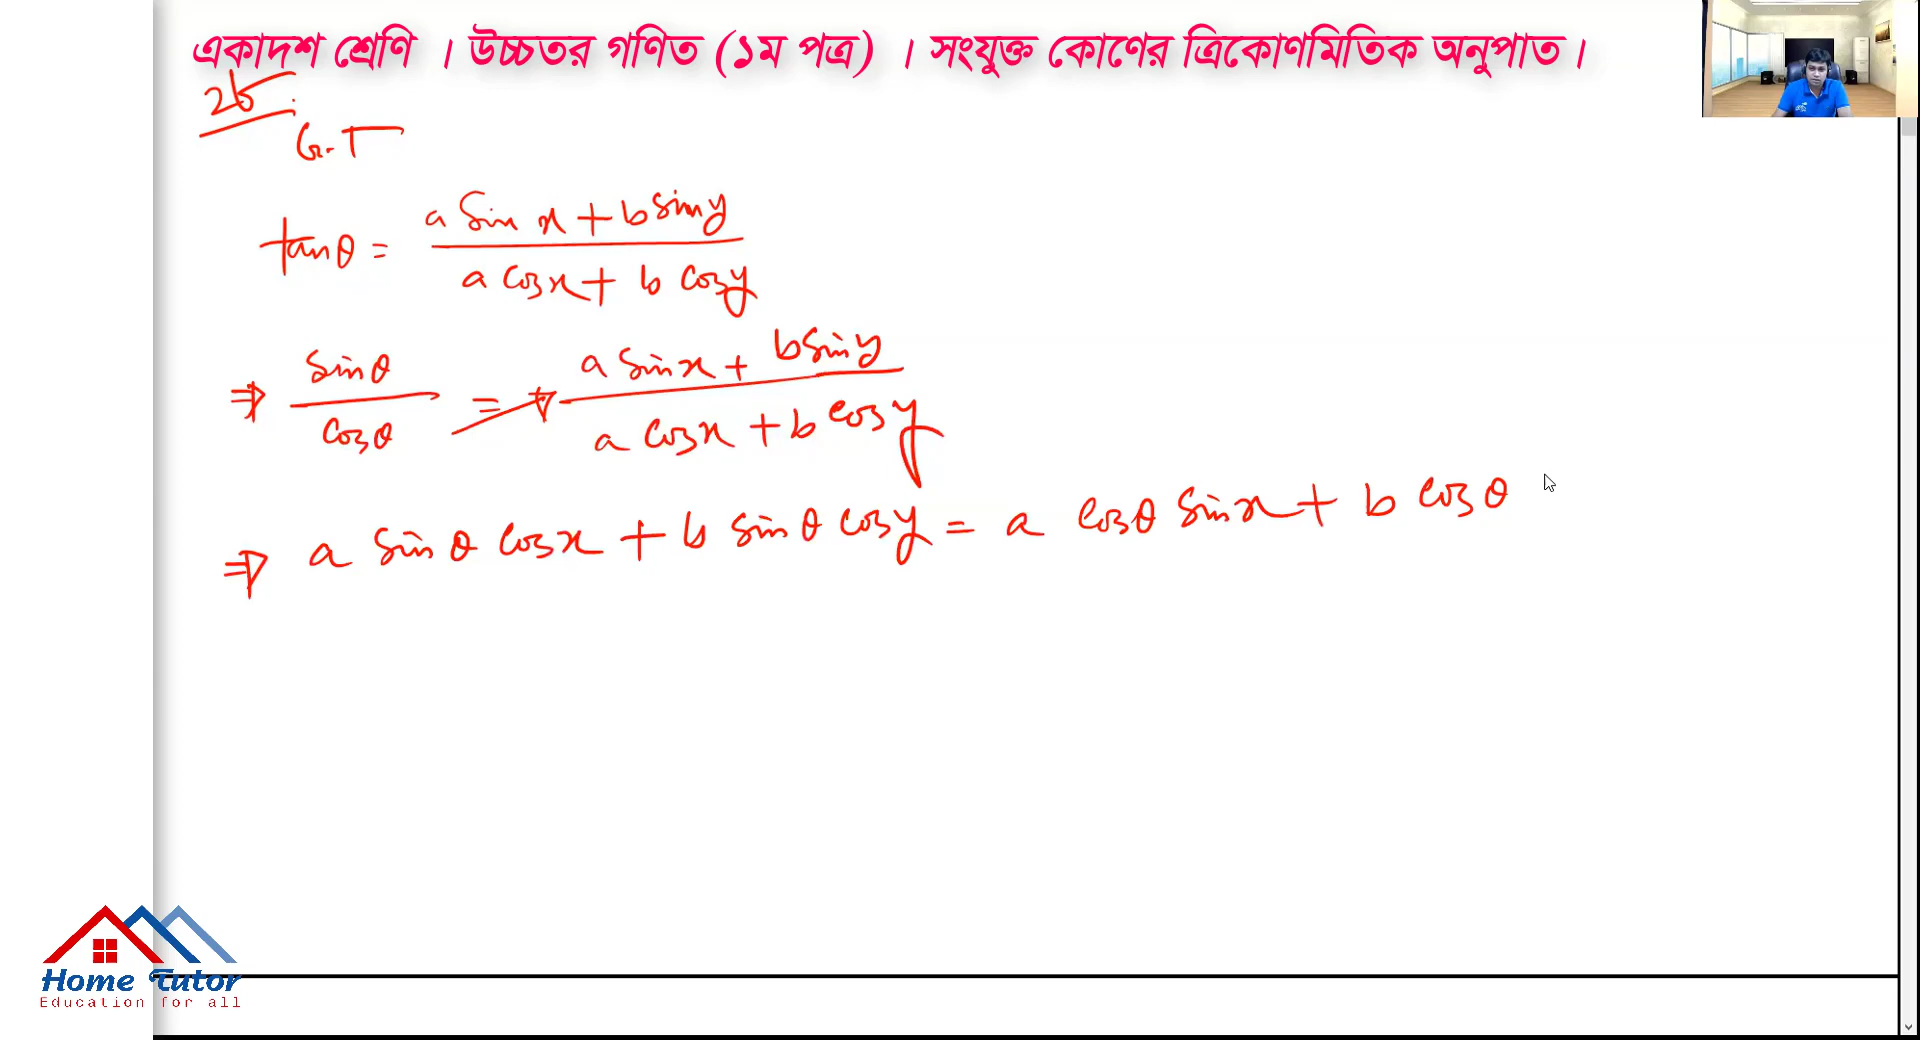 একাদশ শ্রেণি । উচ্চতর গণিত (১ম পত্র) । সংযুক্ত কোণের ত্রিকোণমিতিক অনুপাত।
G.T
tanθ = (a sin x + b sin y) / (a cos x + b cos y)
⇒ sinθ / cosθ = (a sin x + b sin y) / (a cos x + b cos y)
⇒ a sinθ cos x + b sinθ cos y = a cosθ sin x + b cosθ
Home Tutor
Education for all